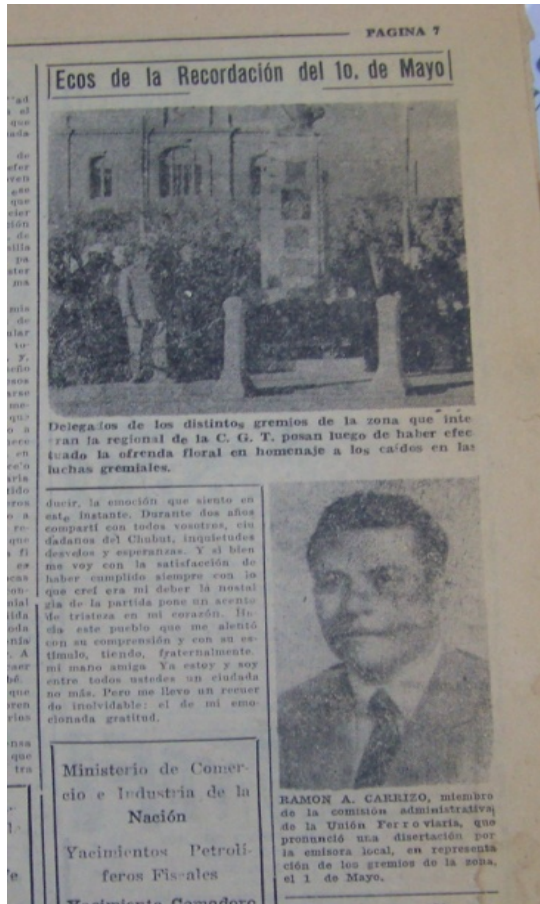 PAGINA 7
Ecos de la Recordación del 1o. de Mayo
Delegados de los distintos gremios de la zona que inte
gran la regional de la C. G. T. posan luego de haber efec
tuado la ofrenda floral en homenaje a los caídos en las
luchas gremiales.
ducir, la emoción que siento en
este instante. Durante dos años
compartí con todos vosotros, ciu
dadanos del Chubut, inquietudes
desvelos y esperanzas. Y si bien
me voy con la satisfacción de
haber cumplido siempre con lo
que creí era mi deber la nostal
gia de la partida pone un acento
de tristeza en mi corazón. Ha
cia este pueblo que me alentó
con su comprensión y con su es
tímulo, tiendo, fraternalmente,
mi mano amiga Ya estoy y soy
entre todos ustedes un ciudada
no más. Pero me llevo un recuer
do inolvidable: el de mi emo
cionada gratitud.
Ministerio de Comer-
cio e Industria de la
Nación
Yacimientos Petrolí-
feros Fiscales
Yacimiento Comodoro
RAMON A. CARRIZO, miembro
de la comisión administrativa
de la Unión Ferroviaria, que
pronunció una disertación por
la emisora local, en representa
ción de los gremios de la zona,
el 1 de Mayo.